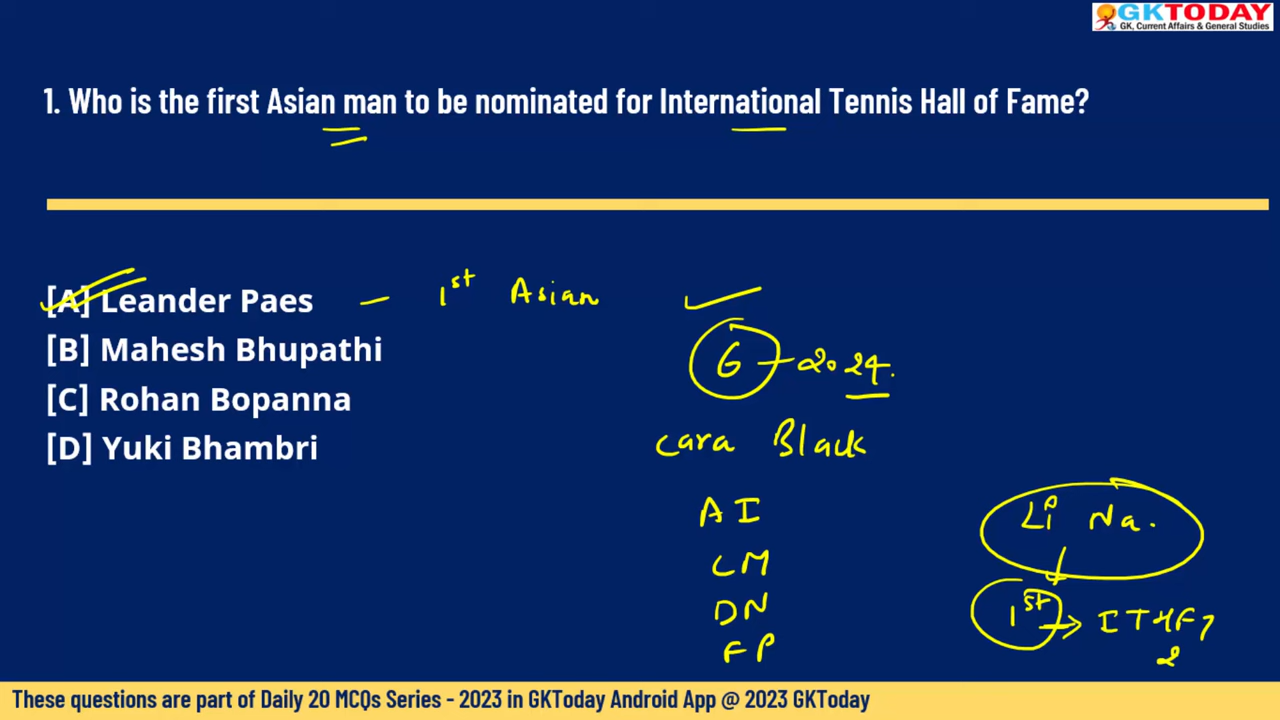 GKTODAY
GK, Current Affairs & General Studies
1. Who is the first Asian man to be nominated for International Tennis Hall of Fame?
[A] Leander Paes - 1st Asian
[B] Mahesh Bhupathi
6 - 2024.
[C] Rohan Bopanna
[D] Yuki Bhambri
Cara Black
AI
CM
DN
FP
Li Na.
1st → ITHF
These questions are part of Daily 20 MCQs Series - 2023 in GKToday Android App @ 2023 GKToday